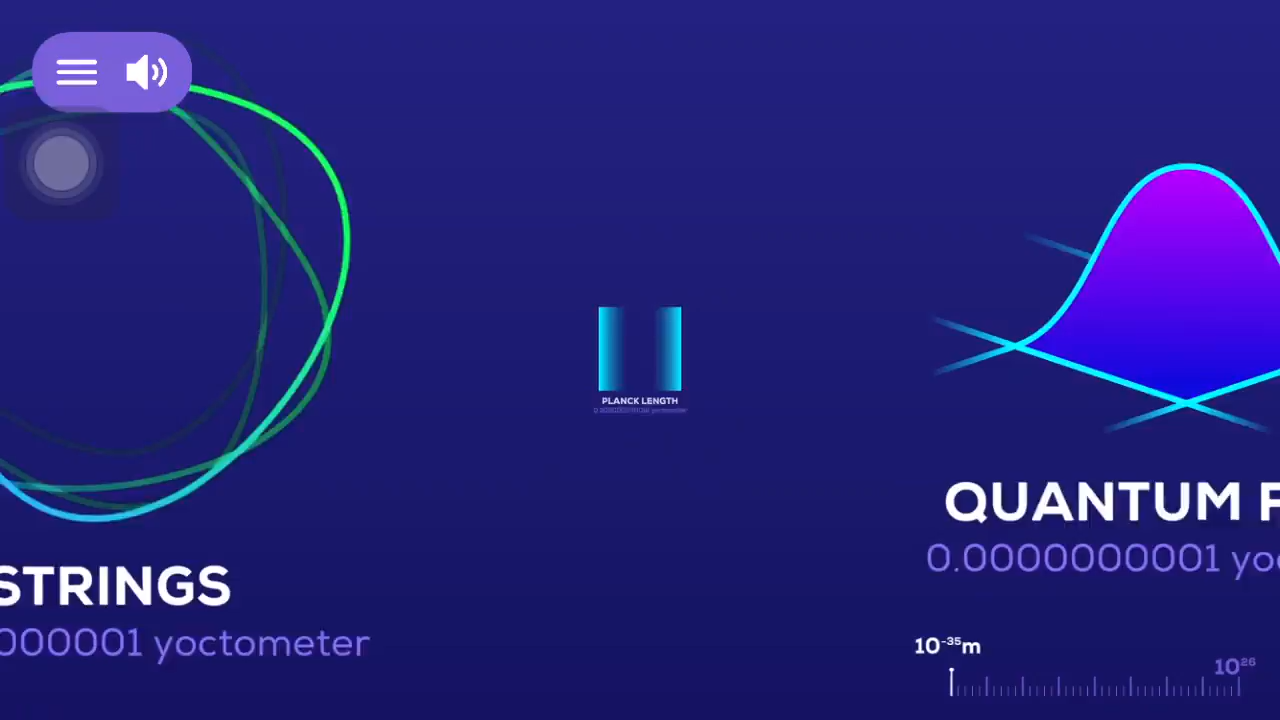 PLANCK LENGTH
QUANTUM F
0.0000000001 yoc
STRINGS
000001 yoctometer
10⁻³⁵m
10²⁶